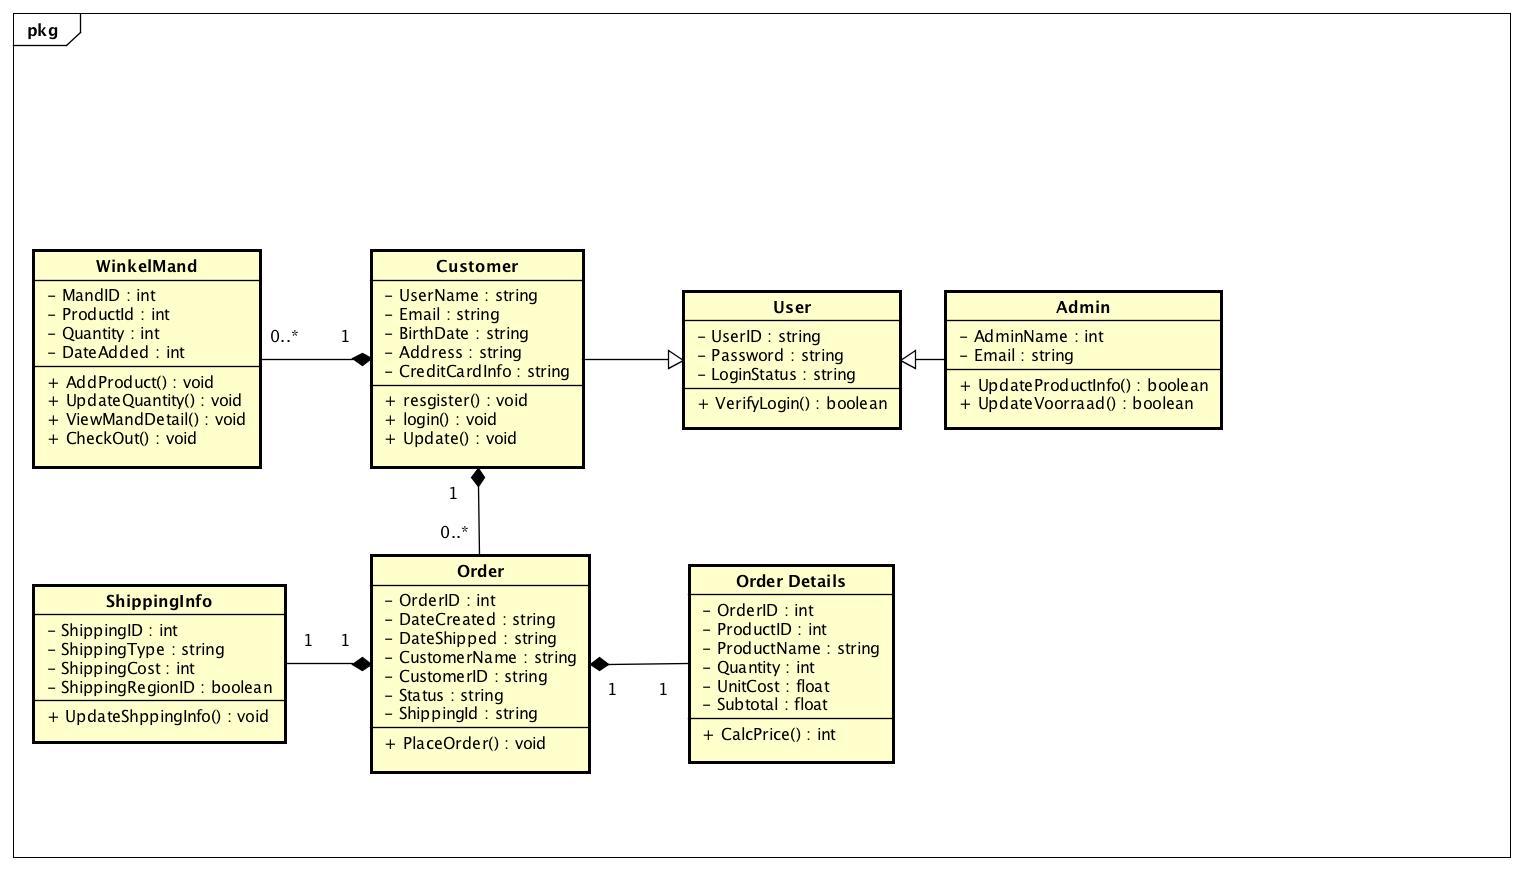 pkg
WinkelMand
- MandID : int
- ProductId : int
- Quantity : int
- DateAdded : int
+ AddProduct() : void
+ UpdateQuantity() : void
+ ViewMandDetail() : void
+ CheckOut() : void
0..*
1
Customer
- UserName : string
- Email : string
- BirthDate : string
- Address : string
- CreditCardInfo : string
+ resgister() : void
+ login() : void
+ Update() : void
User
- UserID : string
- Password : string
- LoginStatus : string
+ VerifyLogin() : boolean
Admin
- AdminName : int
- Email : string
+ UpdateProductInfo() : boolean
+ UpdateVoorraad() : boolean
1
0..*
ShippingInfo
- ShippingID : int
- ShippingType : string
- ShippingCost : int
- ShippingRegionID : boolean
+ UpdateShppingInfo() : void
1
1
Order
- OrderID : int
- DateCreated : string
- DateShipped : string
- CustomerName : string
- CustomerID : string
- Status : string
- ShippingId : string
+ PlaceOrder() : void
1
1
Order Details
- OrderID : int
- ProductID : int
- ProductName : string
- Quantity : int
- UnitCost : float
- Subtotal : float
+ CalcPrice() : int